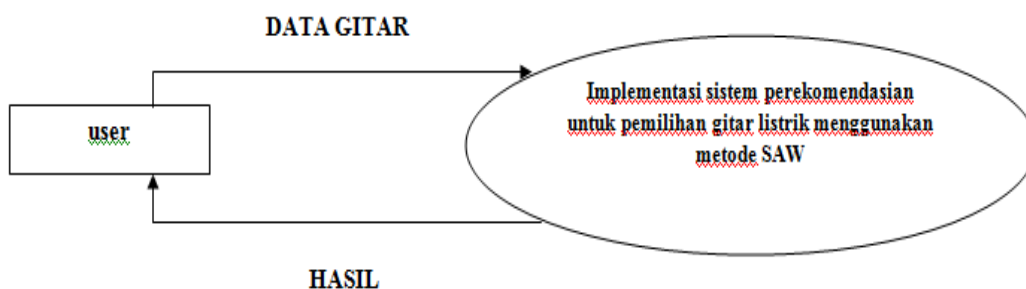 DATA GITAR
user
Implementasi sistem perekomendasian
untuk pemilihan gitar listrik menggunakan
metode SAW
HASIL